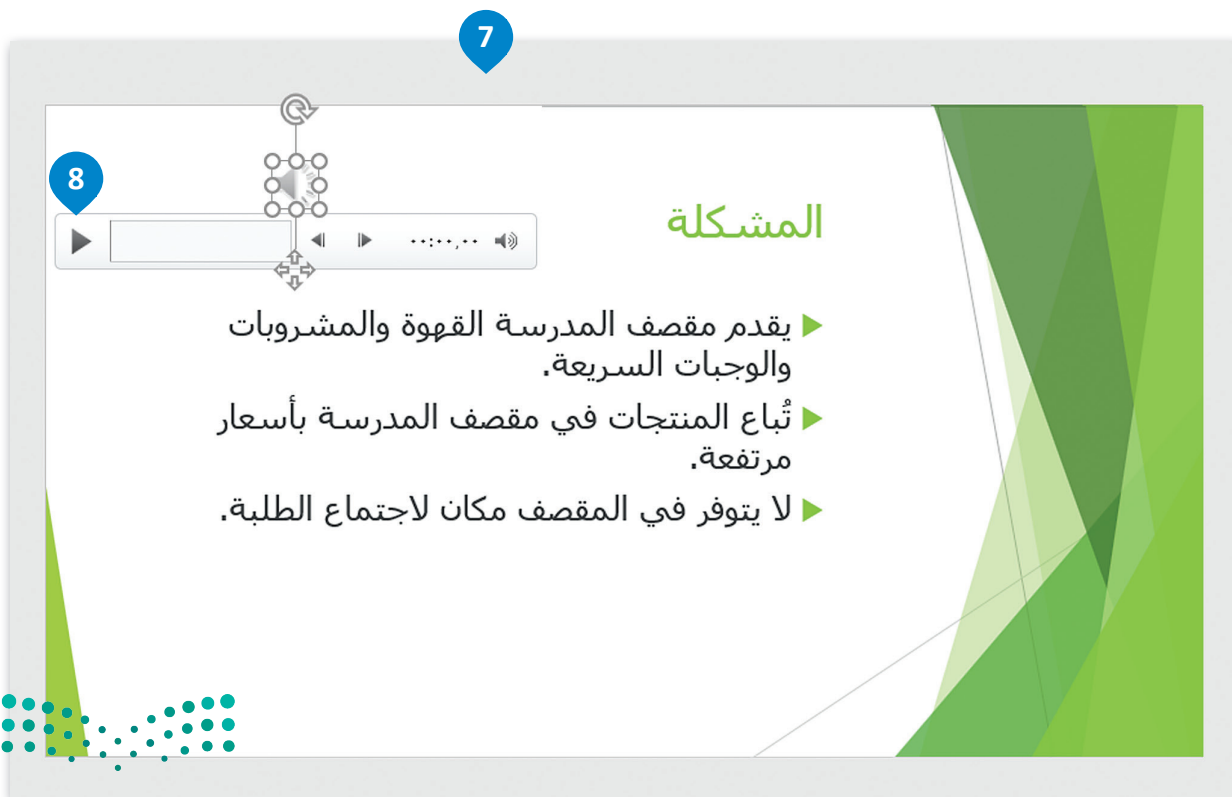 7
8
المشكلة
٠٠:٠٠,٠٠
يقدم مقصف المدرسة القهوة والمشروبات
والوجبات السريعة.
تُباع المنتجات في مقصف المدرسة بأسعار
مرتفعة.
لا يتوفر في المقصف مكان لاجتماع الطلبة.